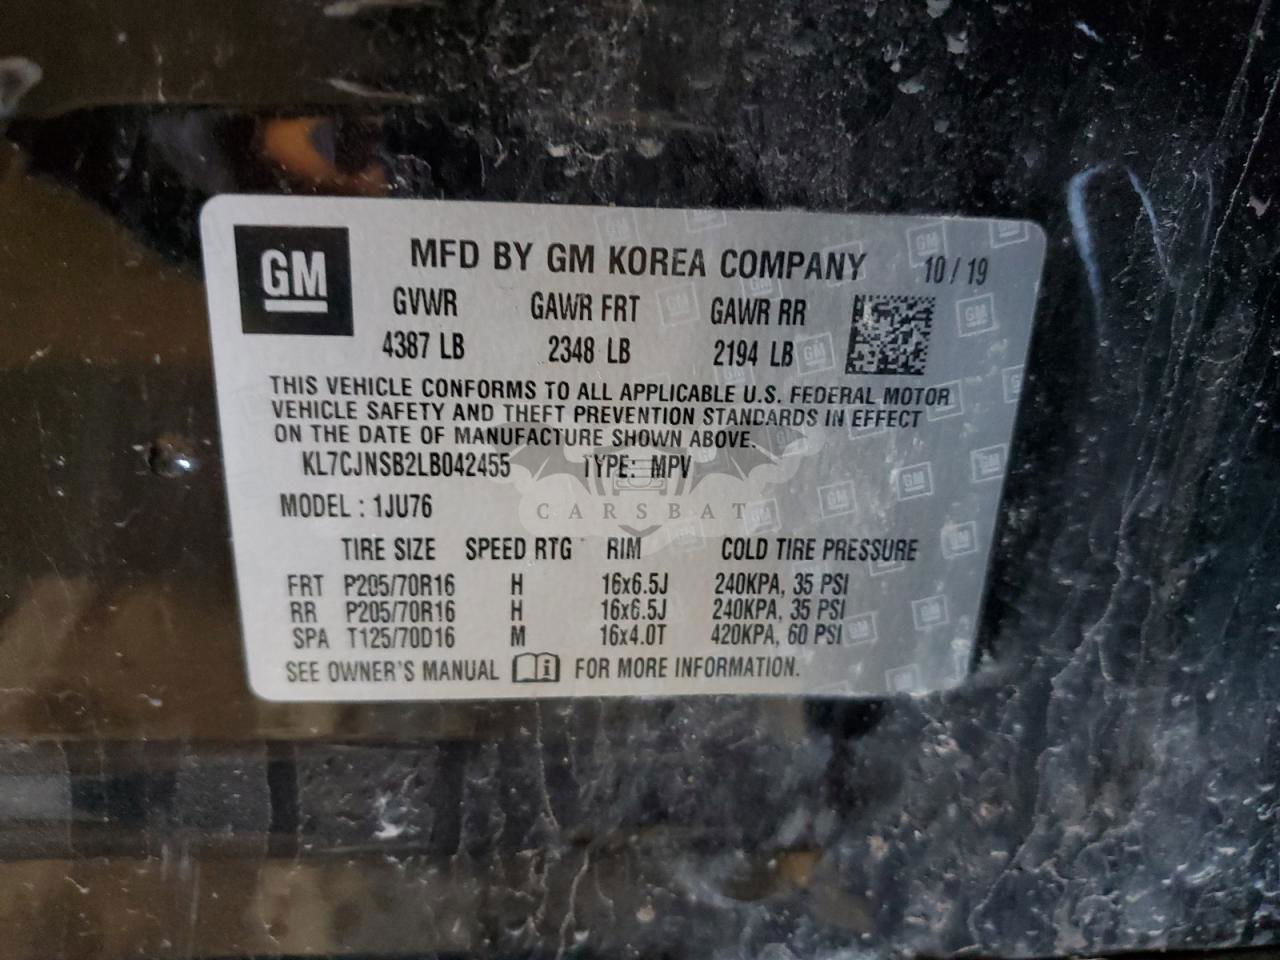 GM
MFD BY GM KOREA COMPANY 10 / 19
GVWR GAWR FRT GAWR RR
4387 LB 2348 LB 2194 LB
THIS VEHICLE CONFORMS TO ALL APPLICABLE U.S. FEDERAL MOTOR
VEHICLE SAFETY AND THEFT PREVENTION STANDARDS IN EFFECT
ON THE DATE OF MANUFACTURE SHOWN ABOVE.
KL7CJNSB2LB042455 TYPE: MPV
MODEL : 1JU76
CARSBAT
TIRE SIZE SPEED RTG RIM COLD TIRE PRESSURE
FRT P205/70R16 H 16x6.5J 240KPA, 35 PSI
RR P205/70R16 H 16x6.5J 240KPA, 35 PSI
SPA T125/70D16 M 16x4.0T 420KPA, 60 PSI
SEE OWNER'S MANUAL FOR MORE INFORMATION.